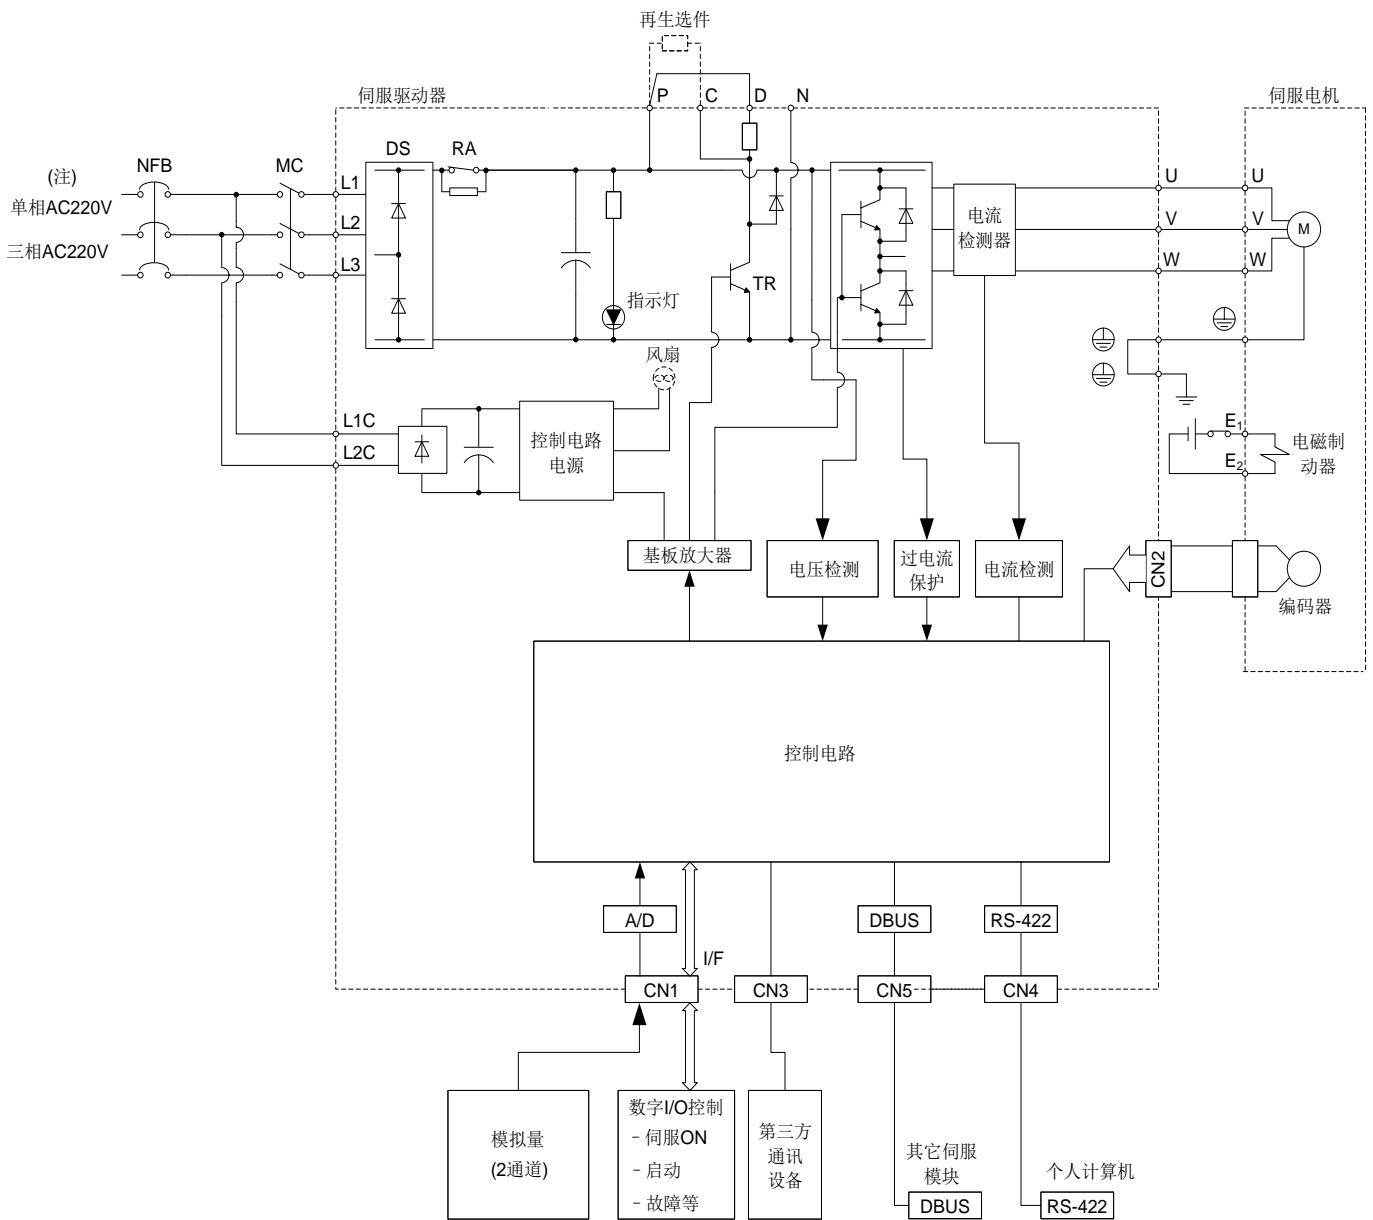 再生选件
伺服驱动器
P
C
D
N
伺服电机
NFB
MC
DS
RA
(注)
单相AC220V
三相AC220V
L1
L2
L3
U
V
W
U
V
W
M
电流
检测器
TR
指示灯
风扇
L1C
L2C
控制电路
电源
E1
E2
电磁制
动器
基板放大器
电压检测
过电流
保护
电流检测
CN2
编码器
控制电路
A/D
I/F
DBUS
RS-422
CN1
CN3
CN5
CN4
模拟量
(2通道)
数字I/O控制
- 伺服ON
- 启动
- 故障等
第三方
通讯
设备
其它伺服
模块
DBUS
个人计算机
RS-422